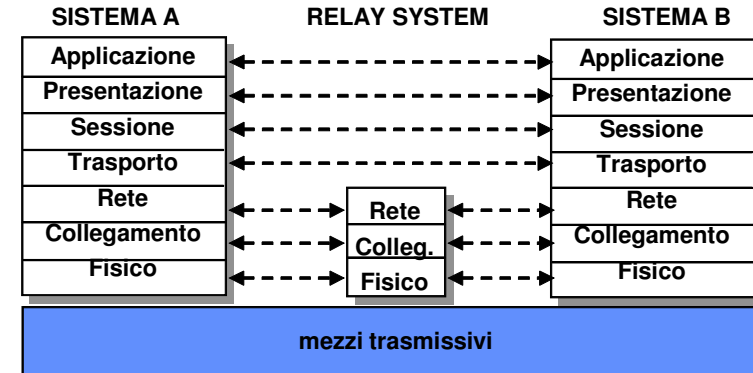 SISTEMA A RELAY SYSTEM SISTEMA B
Applicazione Applicazione
Presentazione Presentazione
Sessione Sessione
Trasporto Trasporto
Rete Rete Rete
Collegamento Colleg. Collegamento
Fisico Fisico Fisico
mezzi trasmissivi